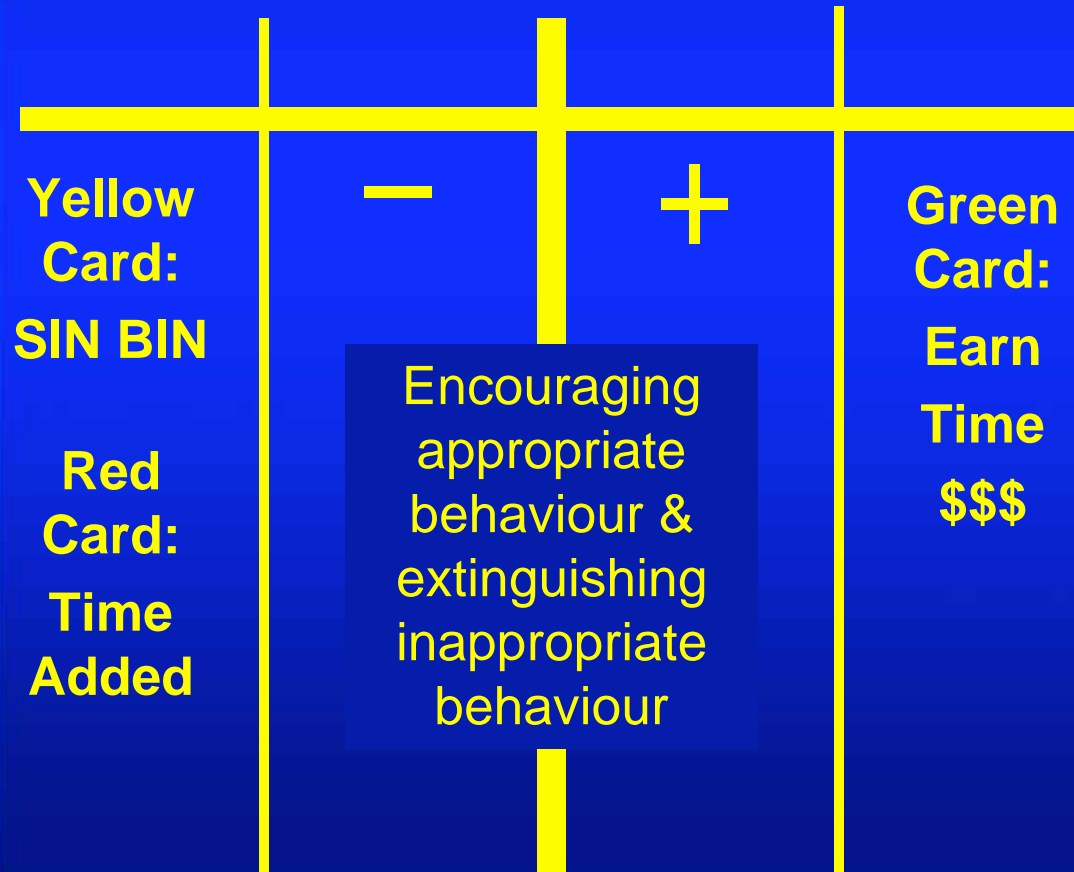 Yellow
Card:
SIN BIN
Red
Card:
Time
Added
–
+
Encouraging
appropriate
behaviour &
extinguishing
inappropriate
behaviour
Green
Card:
Earn
Time
$$$